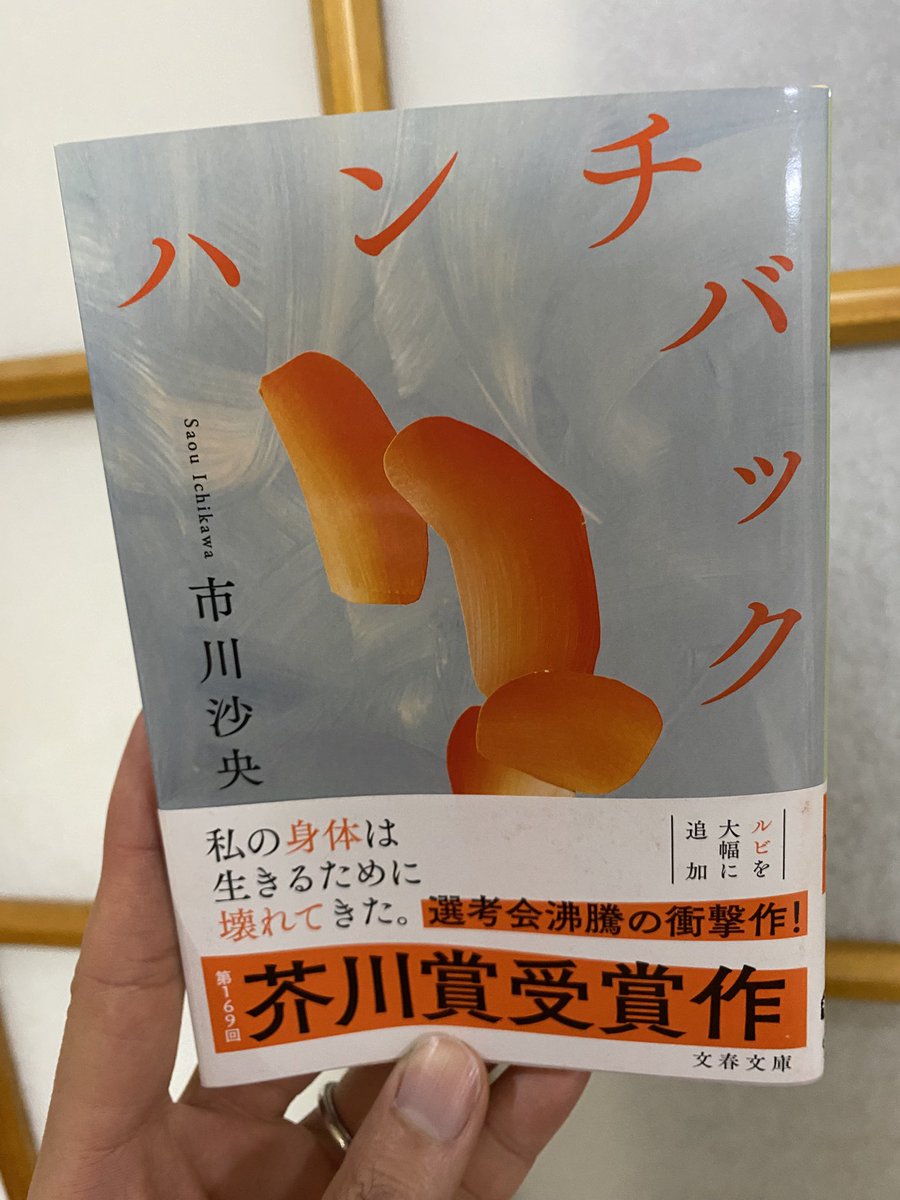 ハンチバック
Saou Ichikawa
市川沙央
ルビを
大幅に
追加
私の身体は
生きるために
壊れてきた。
選考会沸騰の衝撃作!
第169回
芥川賞受賞作
文春文庫